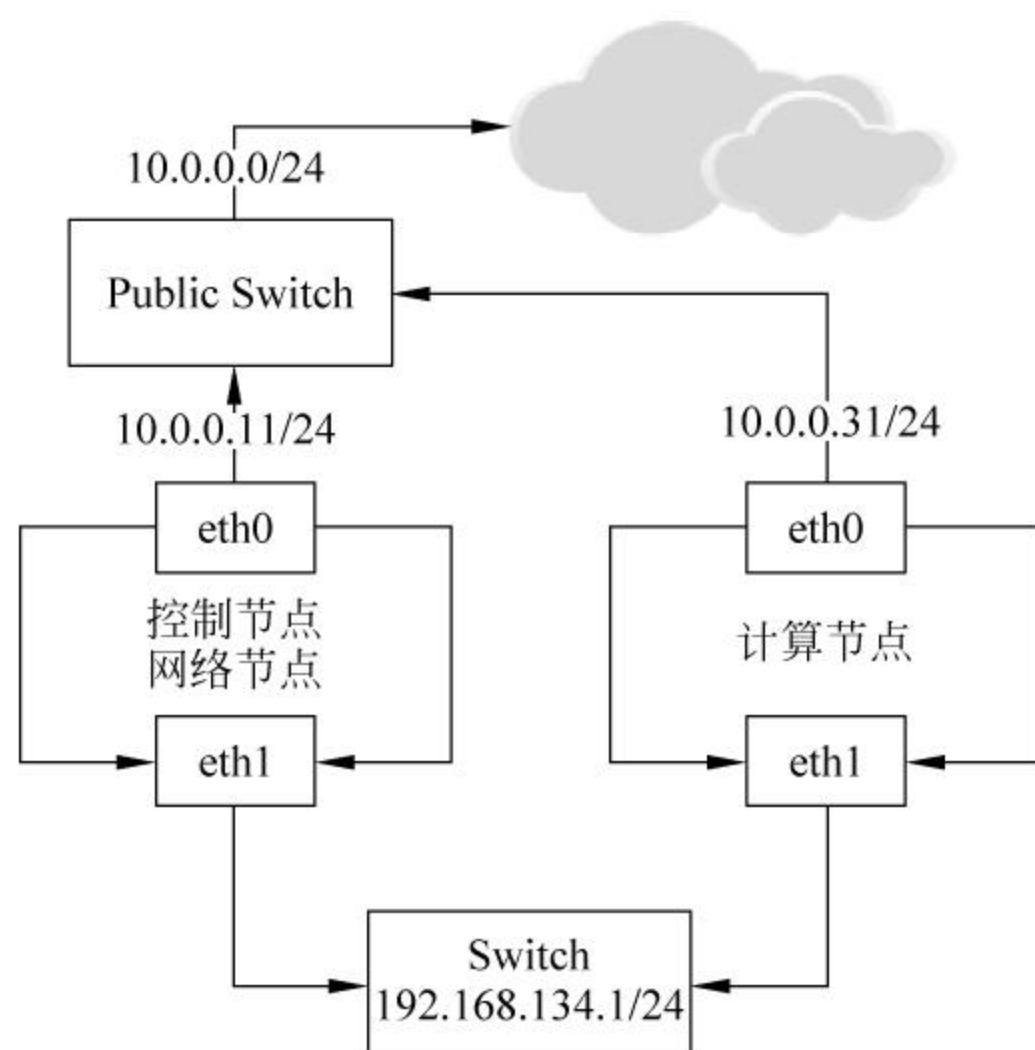 10.0.0.0/24
Public Switch
10.0.0.11/24
10.0.0.31/24
eth0
eth0
控制节点
网络节点
计算节点
eth1
eth1
Switch
192.168.134.1/24